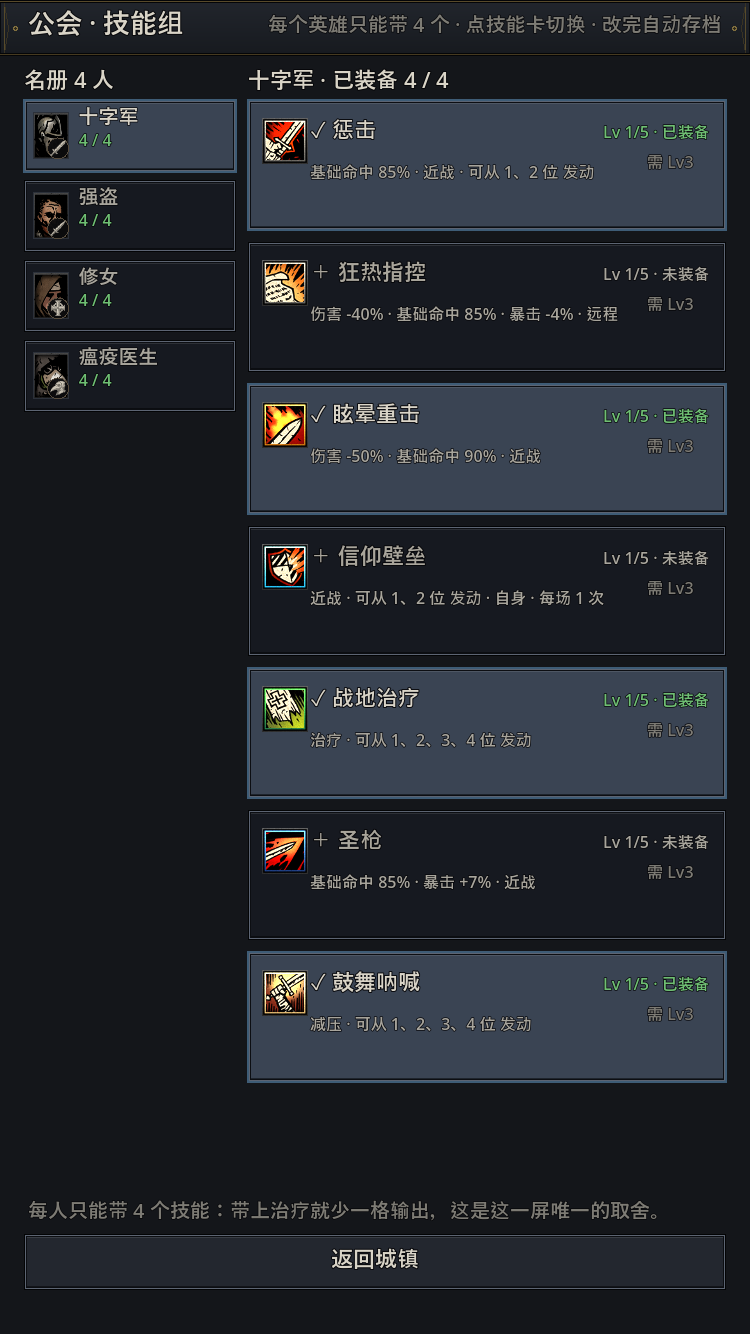 公会 · 技能组
每个英雄只能带 4 个 · 点技能卡切换 · 改完自动存档
名册 4 人
十字军
4 / 4
强盗
4 / 4
修女
4 / 4
瘟疫医生
4 / 4
十字军 · 已装备 4 / 4
✓ 惩击
Lv 1/5 · 已装备
需 Lv3
基础命中 85% · 近战 · 可从 1、2 位 发动
＋ 狂热指控
Lv 1/5 · 未装备
需 Lv3
伤害 -40% · 基础命中 85% · 暴击 -4% · 远程
✓ 眩晕重击
Lv 1/5 · 已装备
需 Lv3
伤害 -50% · 基础命中 90% · 近战
＋ 信仰壁垒
Lv 1/5 · 未装备
需 Lv3
近战 · 可从 1、2 位 发动 · 自身 · 每场 1 次
✓ 战地治疗
Lv 1/5 · 已装备
需 Lv3
治疗 · 可从 1、2、3、4 位 发动
＋ 圣枪
Lv 1/5 · 未装备
需 Lv3
基础命中 85% · 暴击 +7% · 近战
✓ 鼓舞呐喊
Lv 1/5 · 已装备
需 Lv3
减压 · 可从 1、2、3、4 位 发动
每人只能带 4 个技能：带上治疗就少一格输出，这是这一屏唯一的取舍。
返回城镇